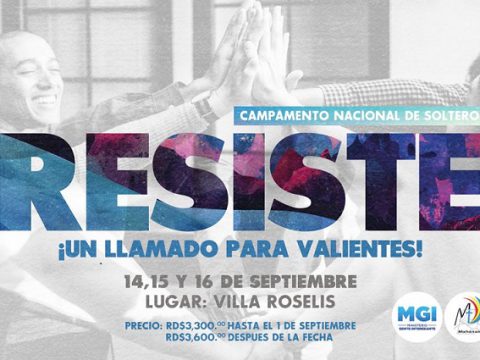 CAMPAMENTO NACIONAL DE SOLTERO
RESISTE
¡UN LLAMADO PARA VALIENTES!
14,15 Y 16 DE SEPTIEMBRE
LUGAR: VILLA ROSELIS
PRECIO: RD$3,300.00 HASTA EL 1 DE SEPTIEMBRE
RD$3,600.00 DESPUES DE LA FECHA
MGI